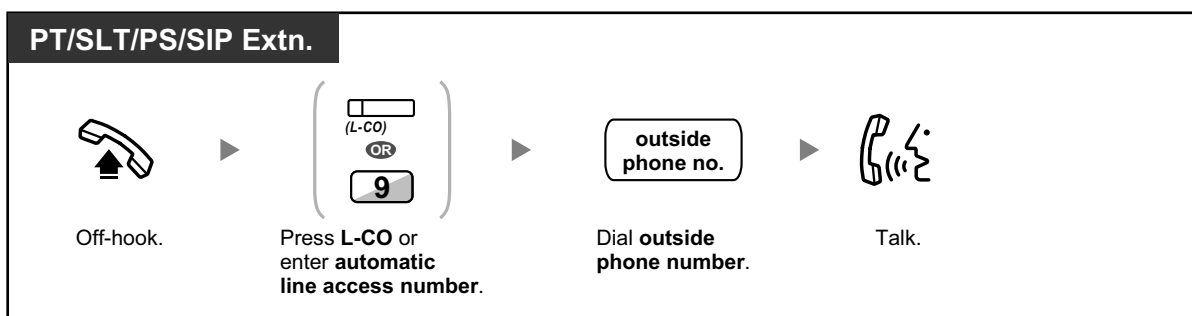 PT/SLT/PS/SIP Extn.
(L-CO)
OR
9
outside
phone no.
Off-hook.
Press L-CO or
enter automatic
line access number.
Dial outside
phone number.
Talk.